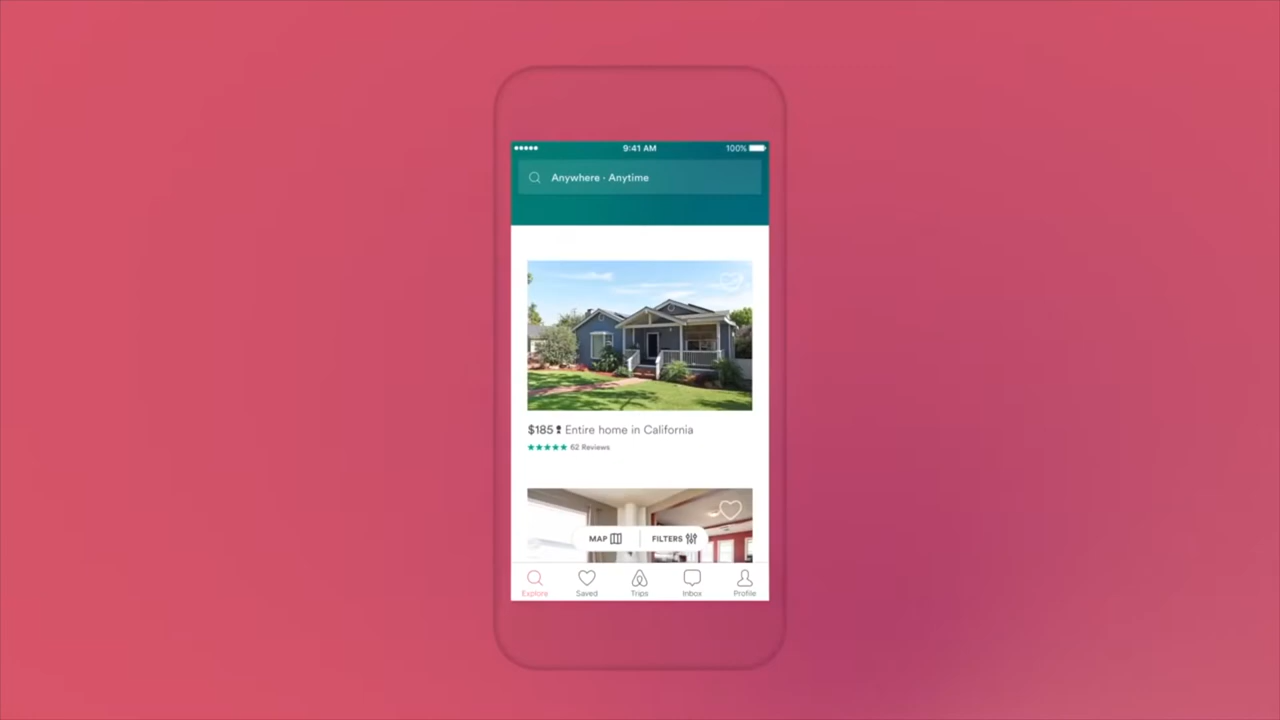 9:41 AM 100%
Anywhere · Anytime
$185 Entire home in California
62 Reviews
MAP FILTERS
Explore Saved Trips Inbox Profile